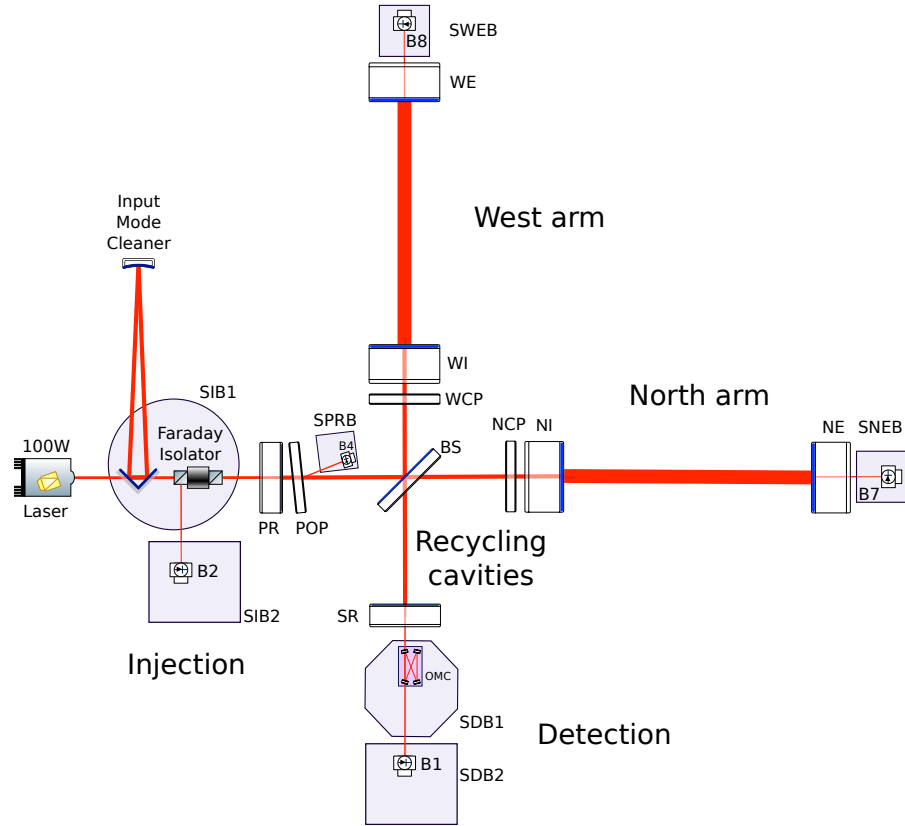 SWEB
B8
WE
West arm
Input
Mode
Cleaner
WI
WCP
SIB1
SPRB
B4
North arm
NCP
NI
NE
SNEB
BS
Faraday
Isolator
100W
Laser
B7
PR
POP
Recycling
cavities
B2
SIB2
SR
Injection
OMC
SDB1
Detection
B1
SDB2